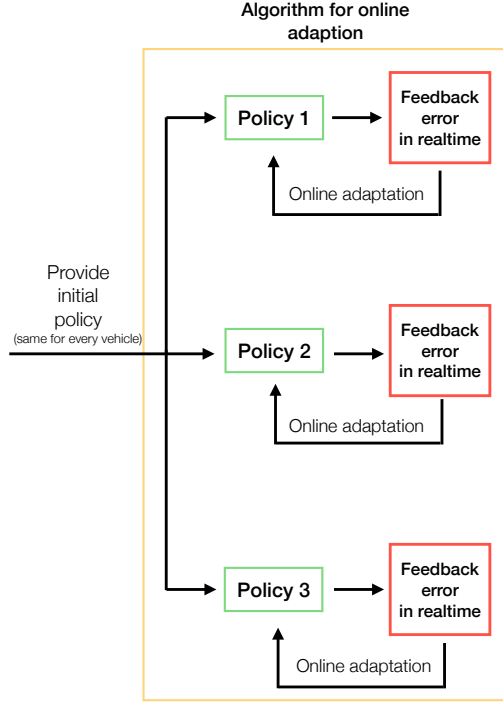 Algorithm for online
adaption
Policy 1
Feedback
error
in realtime
Online adaptation
Provide
initial
policy
(same for every vehicle)
Policy 2
Feedback
error
in realtime
Online adaptation
Policy 3
Feedback
error
in realtime
Online adaptation